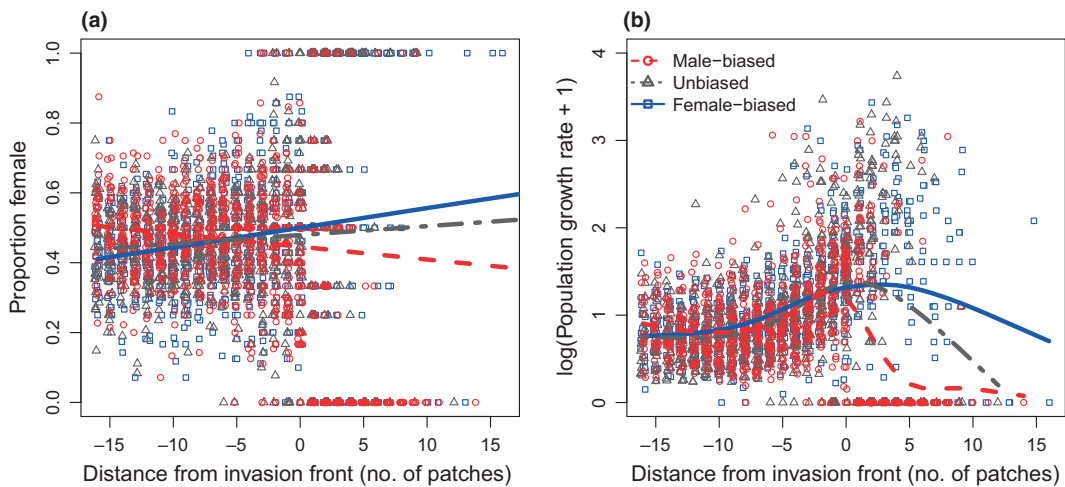 (a)
Proportion female
1.0
0.8
0.6
0.4
0.2
0.0
−15
−10
−5
0
5
10
15
Distance from invasion front (no. of patches)
(b)
log(Population growth rate + 1)
4
3
2
1
0
Male−biased
Unbiased
Female−biased
−15
−10
−5
0
5
10
15
Distance from invasion front (no. of patches)